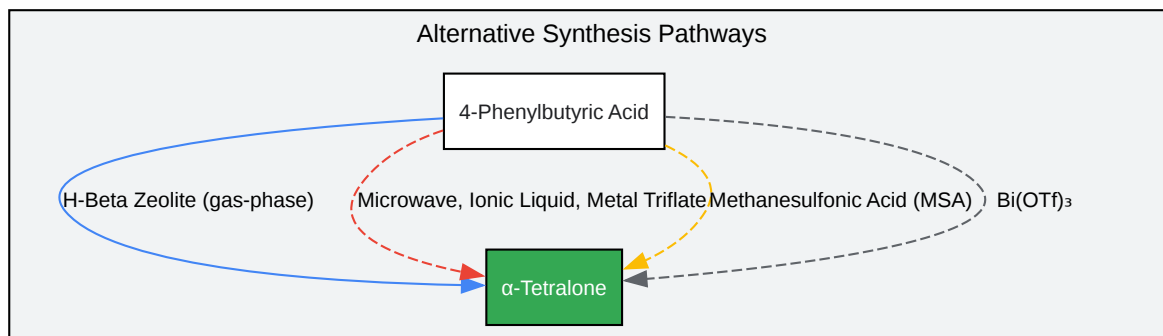 Alternative Synthesis Pathways
4-Phenylbutyric Acid
H-Beta Zeolite (gas-phase)
Microwave, Ionic Liquid, Metal Triflate
Methanesulfonic Acid (MSA)
Bi(OTf)₃
α-Tetralone